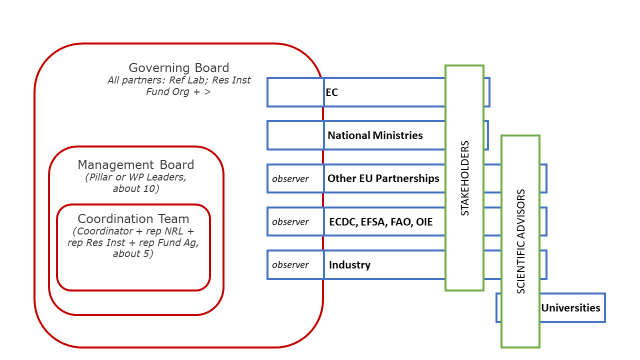 Governing Board
All partners: Ref Lab; Res Inst
Fund Org + >
Management Board
(Pillar or WP Leaders,
about 10)
Coordination Team
(Coordinator + rep NRL +
rep Res Inst + rep Fund Ag,
about 5)
EC
National Ministries
observer Other EU Partnerships
observer ECDC, EFSA, FAO, OIE
observer Industry
Universities
STAKEHOLDERS
SCIENTIFIC ADVISORS